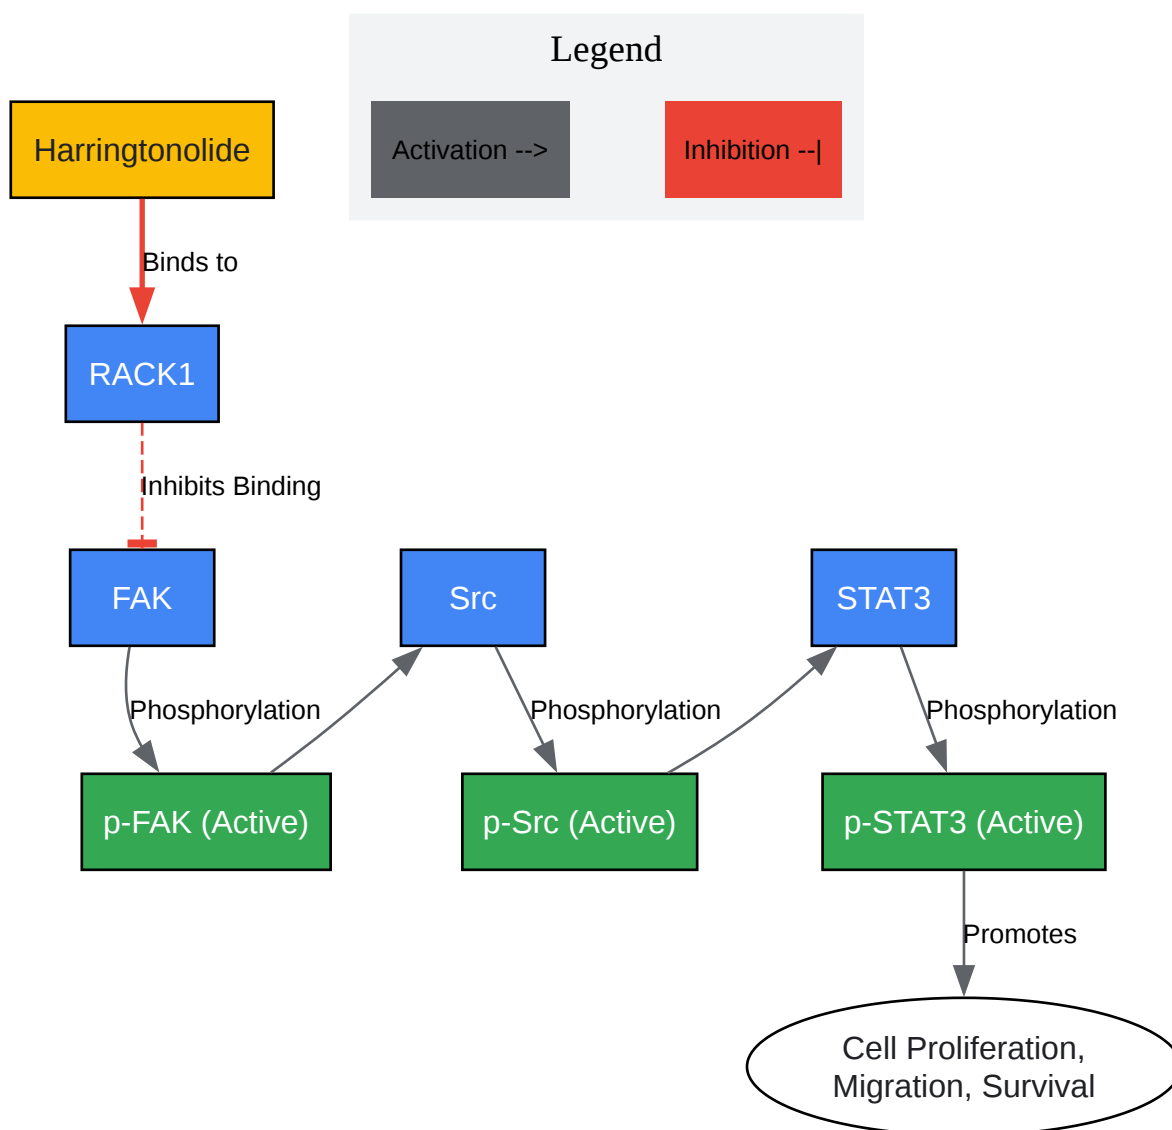 Legend
Harringtonolide
Activation -->
Inhibition --|
Binds to
RACK1
Inhibits Binding
FAK
Src
STAT3
Phosphorylation
Phosphorylation
Phosphorylation
p-FAK (Active)
p-Src (Active)
p-STAT3 (Active)
Promotes
Cell Proliferation,
Migration, Survival